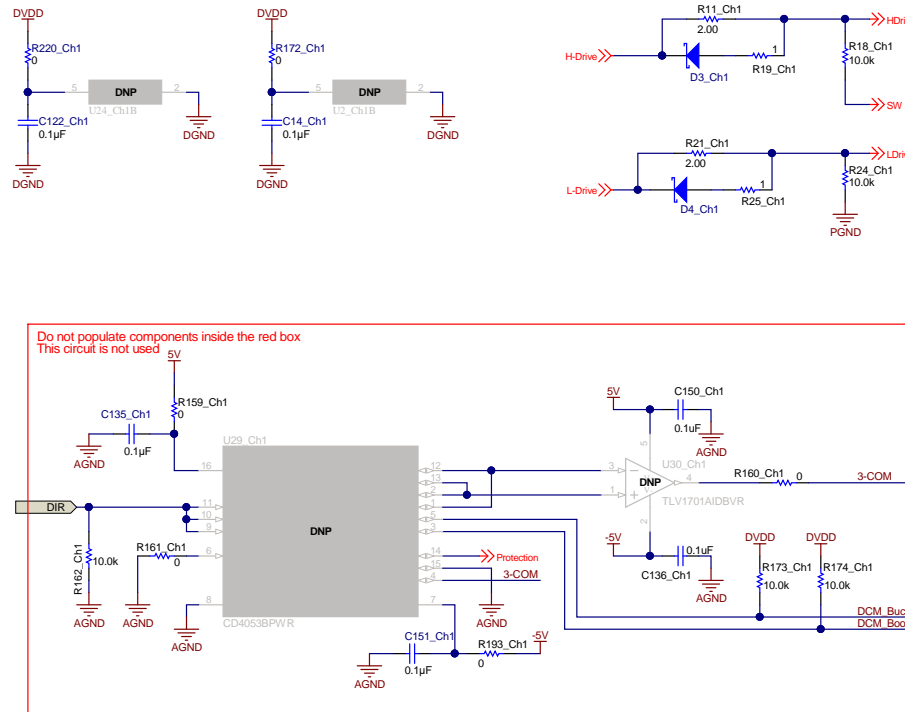 DVDD
R220_Ch1
0
5
DNP
2
U24_Ch1B
C122_Ch1
0.1µF
DGND
DGND
DVDD
R172_Ch1
0
5
DNP
2
U2_Ch1B
C14_Ch1
0.1µF
DGND
DGND
R11_Ch1
2.00
H-Drive
D3_Ch1
1
R19_Ch1
HDri
R18_Ch1
10.0k
SW
R21_Ch1
2.00
L-Drive
D4_Ch1
1
R25_Ch1
LDri
R24_Ch1
10.0k
PGND
Do not populate components inside the red box
This circuit is not used
5V
R159_Ch1
0
C135_Ch1
0.1µF
AGND
U29_Ch1
16
DIR
11
10
9
R162_Ch1
10.0k
AGND
R161_Ch1
0
6
AGND
8
AGND
DNP
CD4053BPWR
12
13
2
1
5
3
14
Protection
15
4
3-COM
7
AGND
C151_Ch1
0.1µF
AGND
R193_Ch1
0
-5V
5V
C150_Ch1
0.1uF
AGND
5
U30_Ch1
3
DNP
4
1
TLV1701AIDBVR
2
R160_Ch1
0
3-COM
-5V
0.1uF
C136_Ch1
AGND
DVDD
R173_Ch1
10.0k
DVDD
R174_Ch1
10.0k
DCM_Buc
DCM_Boo